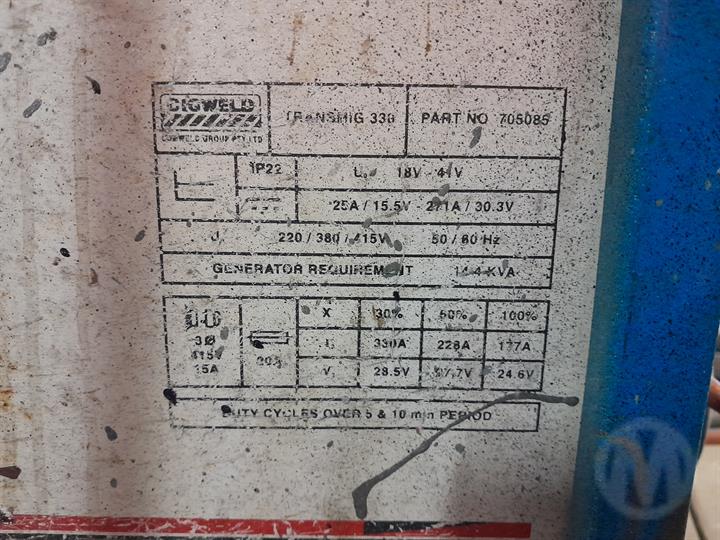 CIGWELD TRANSMIG 330 PART NO 705085
CIGWELD GROUP PTY LTD
IP22 18V - 41V
25A / 15.5V - 271A / 30.3V
220 / 380 / 415V 50 / 60 Hz
GENERATOR REQUIREMENT 14.4 KVA
X 30% 60% 100%
3Ø 330A 228A 177A
415V 20A
15A V 28.5V 24.6V
DUTY CYCLES OVER 5 & 10 min PERIOD
M